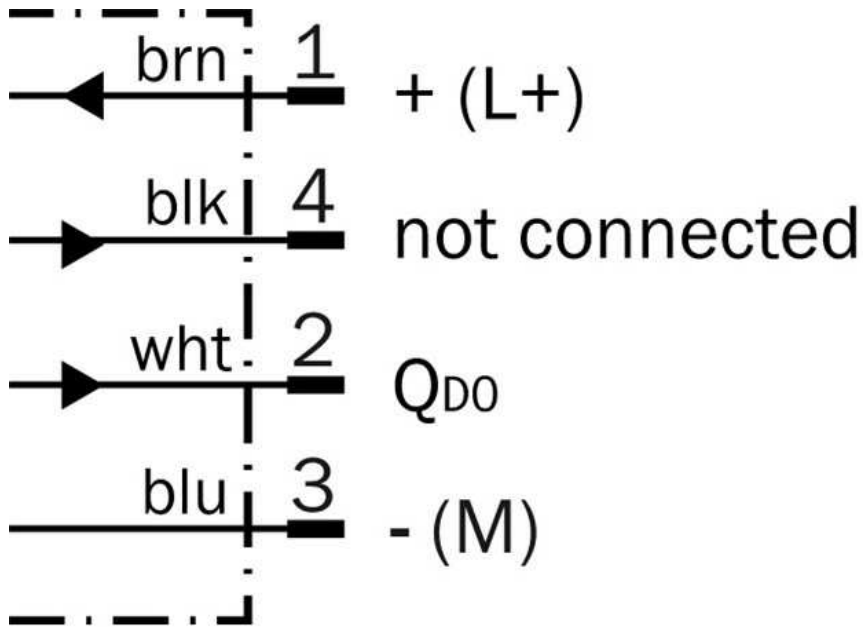 brn 1 + (L+)
blk 4 not connected
wht 2 QDO
blu 3 - (M)